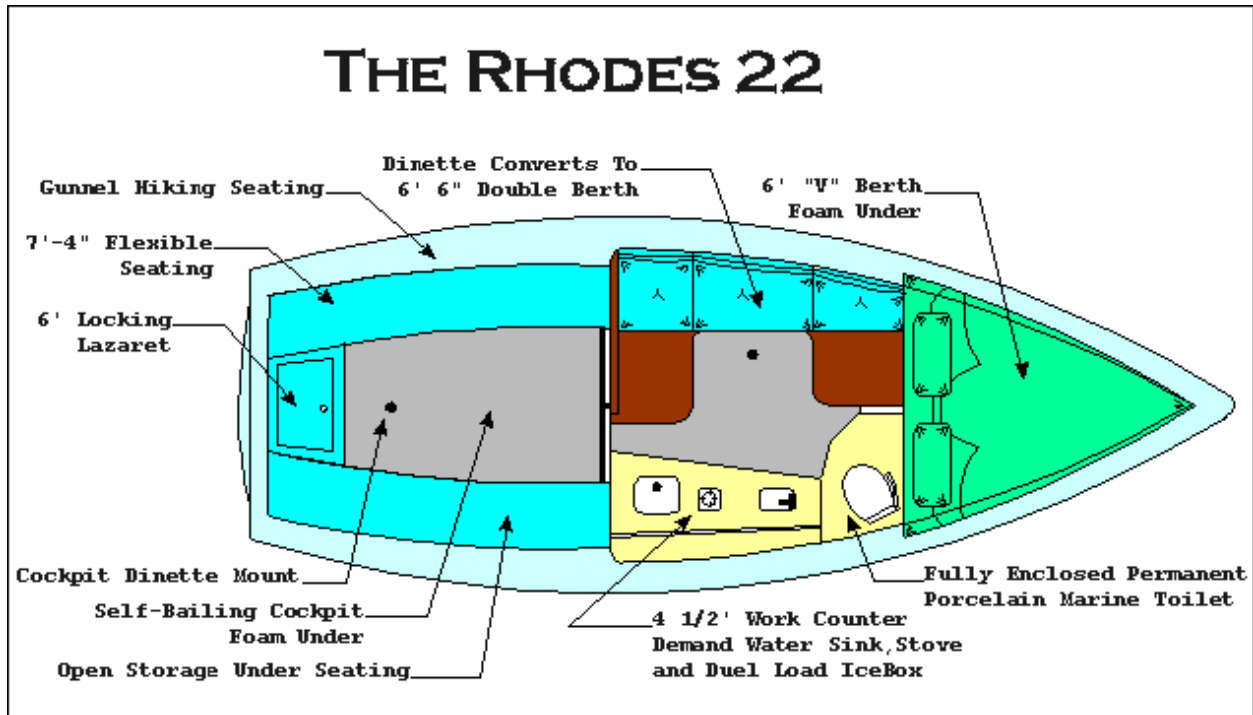 THE RHODES 22
Dinette Converts To
6' 6" Double Berth
Gunnel Hiking Seating
6' "V" Berth
Foam Under
7'-4" Flexible
Seating
6' Locking
Lazaret
Cockpit Dinette Mount
Self-Bailing Cockpit
Foam Under
Open Storage Under Seating
4 1/2' Work Counter
Demand Water Sink,Stove
and Duel Load IceBox
Fully Enclosed Permanent
Porcelain Marine Toilet